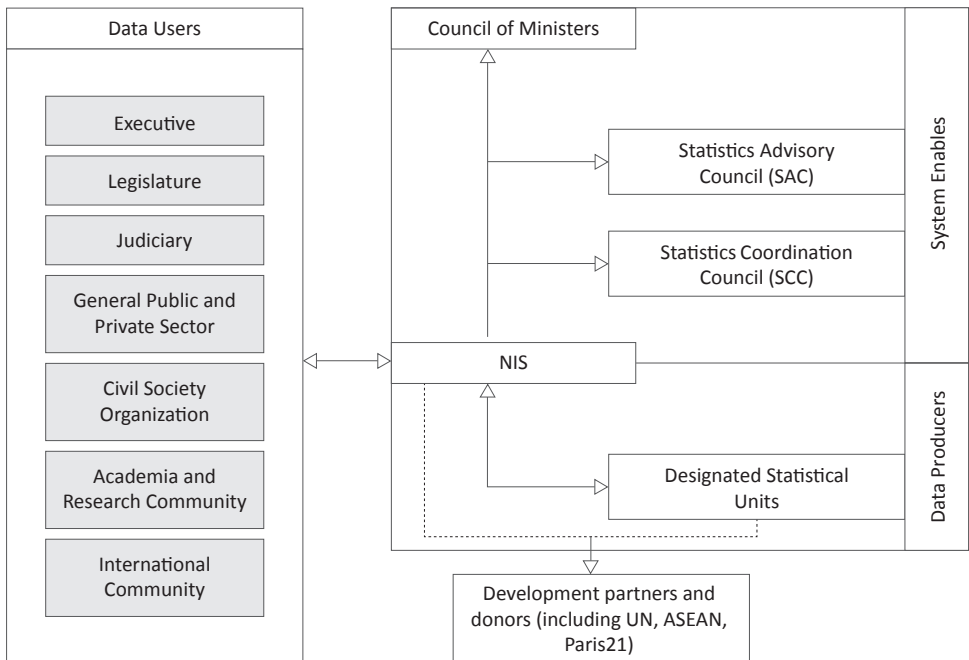 Data Users
Executive
Legislature
Judiciary
General Public and
Private Sector
Civil Society
Organization
Academia and
Research Community
International
Community
Council of Ministers
Statistics Advisory
Council (SAC)
Statistics Coordination
Council (SCC)
System Enables
NIS
Designated Statistical
Units
Data Producers
Development partners and
donors (including UN, ASEAN,
Paris21)